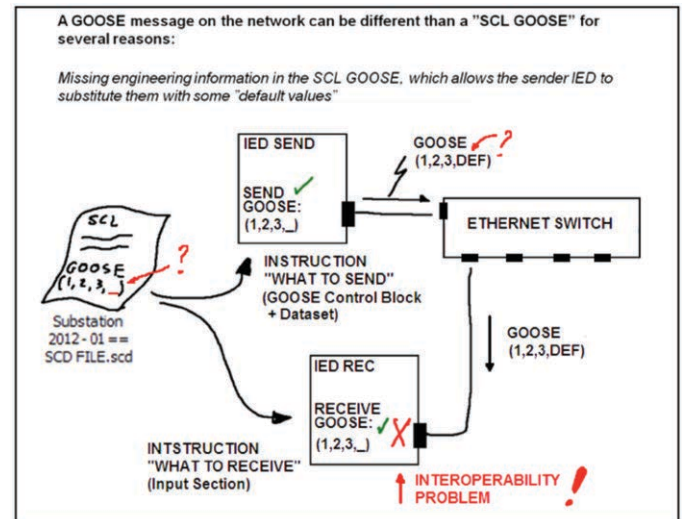 A GOOSE message on the network can be different than a "SCL GOOSE" for
several reasons:
Missing engineering information in the SCL GOOSE, which allows the sender IED to
substitute them with some "default values"
IED SEND
SEND
GOOSE:
(1,2,3,_)
GOOSE
(1,2,3,DEF)
?
ETHERNET SWITCH
SCL
GOOSE
(1,2,3,_)
?
Substation
2012 - 01 ==
SCD FILE.scd
INSTRUCTION
"WHAT TO SEND"
(GOOSE Control Block
+ Dataset)
GOOSE
(1,2,3,DEF)
IED REC
RECEIVE
GOOSE:
(1,2,3,_)
INTSTRUCTION
"WHAT TO RECEIVE"
(Input Section)
INTEROPERABILITY
PROBLEM
!